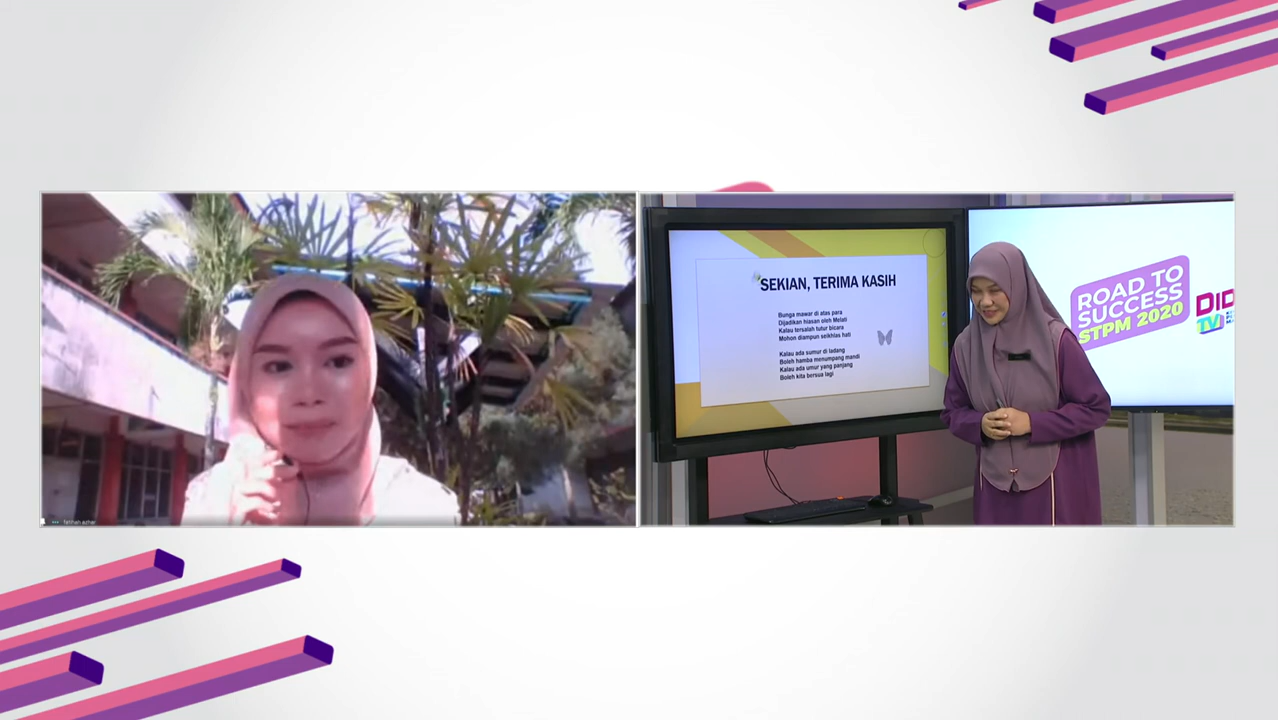 SEKIAN, TERIMA KASIH
Bunga mawar di atas para
Dijadikan hiasan oleh Melati
Kalau tersalah tutur bicara
Mohon diampun seikhlas hati
Kalau ada sumur di ladang
Boleh hamba menumpang mandi
Kalau ada umur yang panjang
Boleh kita bersua lagi
ROAD TO
SUCCESS
STPM 2020
DID
TV